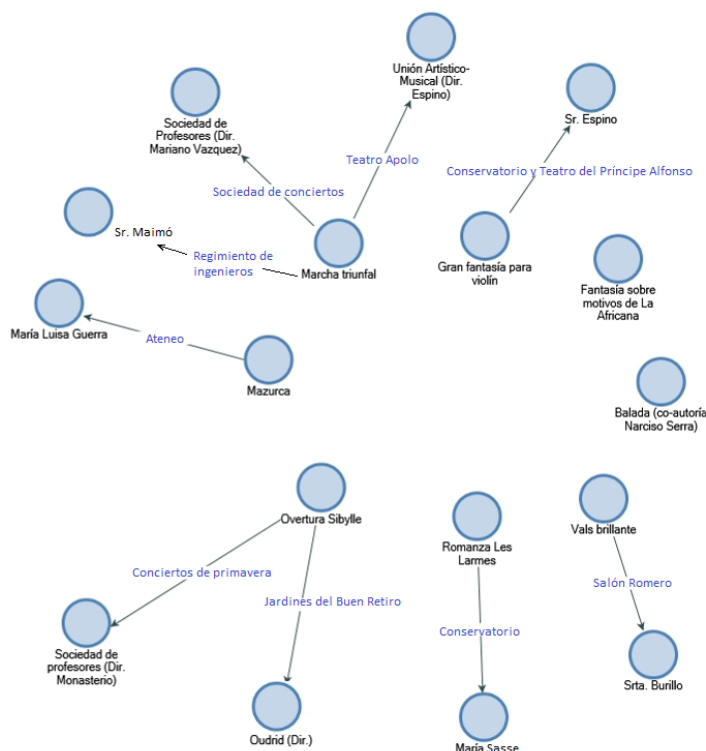 Unión Artístico-
Musical (Dir.
Espino)
Sociedad de
Profesores (Dir.
Mariano Vazquez)
Sr. Espino
Teatro Apolo
Conservatorio y Teatro del Príncipe Alfonso
Sociedad de conciertos
Sr. Maimó
Regimiento de
ingenieros
Marcha triunfal
Gran fantasía para
violín
Fantasía sobre
motivos de La
Africana
María Luisa Guerra
Ateneo
Mazurca
Balada (co-autoría
Narciso Serra)
Overtura Sibylle
Romanza Les
Larmes
Vals brillante
Conciertos de primavera
Jardines del Buen Retiro
Salón Romero
Conservatorio
Sociedad de
profesores (Dir.
Monasterio)
Srta. Burillo
Oudrid (Dir.)
María Sasse